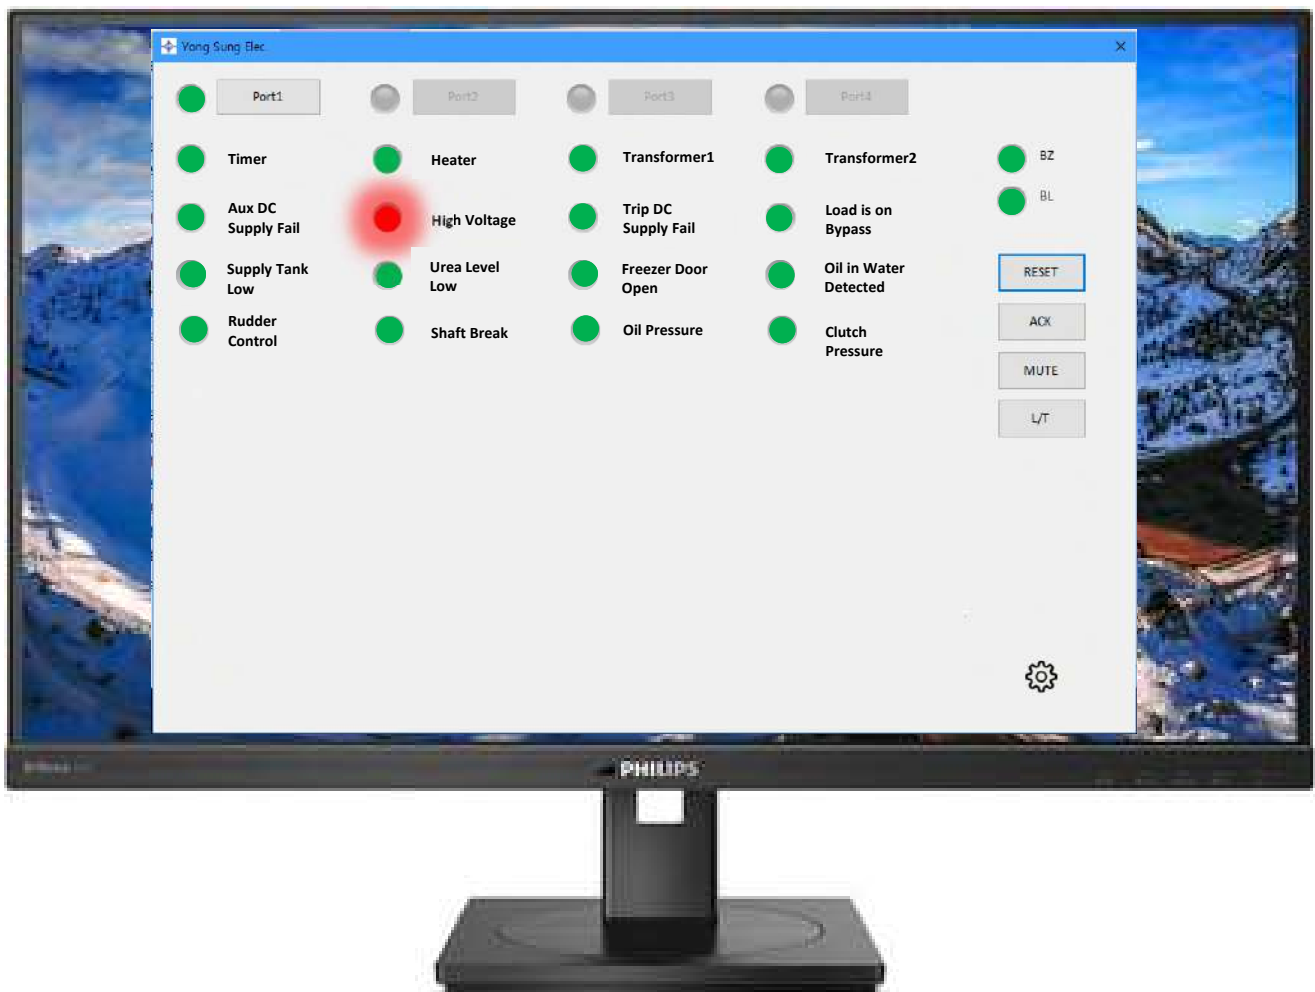 Yong Sung Elec.
Port1 Port2 Port3 Port4
Timer Heater Transformer1 Transformer2 BZ
BL
Aux DC
Supply Fail
High Voltage
Trip DC
Supply Fail
Load is on
Bypass
Supply Tank
Low
Urea Level
Low
Freezer Door
Open
Oil in Water
Detected
RESET
Rudder
Control
Shaft Break
Oil Pressure
Clutch
Pressure
ACK
MUTE
L/T
PHILIPS